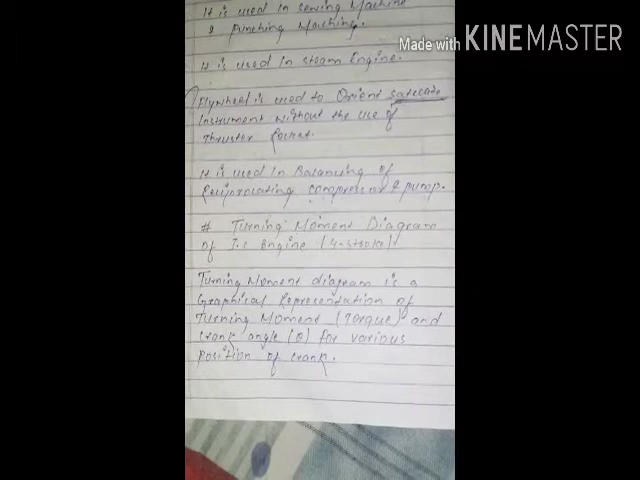 It is used in sewing Machine
& Punching Machine.
Made with KINEMASTER
It is used in steam Engine.
Flywheel is used to Orient satellite
instrument without the use of
thruster rocket.
It is used in Balancing of
Reciprocating compressor & pump.
# Turning Moment Diagram
of I.C Engine (4-stroke)
Turning Moment diagram is a
Graphical Representation of
Turning Moment (Torque) and
crank angle (θ) for various
position of crank.